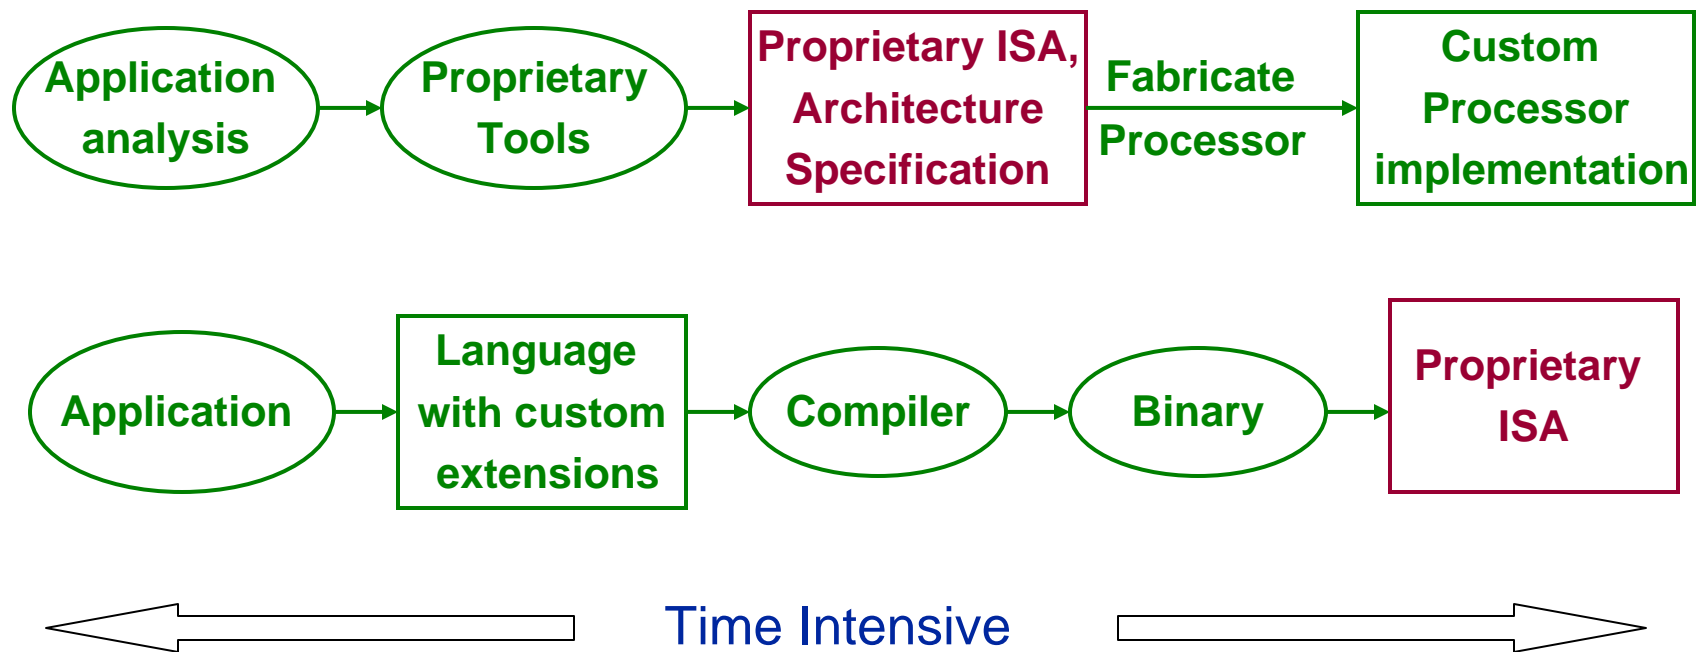 Application
analysis
Proprietary
Tools
Proprietary ISA,
Architecture
Specification
Fabricate
Processor
Custom
Processor
implementation
Application
Language
with custom
extensions
Compiler
Binary
Proprietary
ISA
Time Intensive